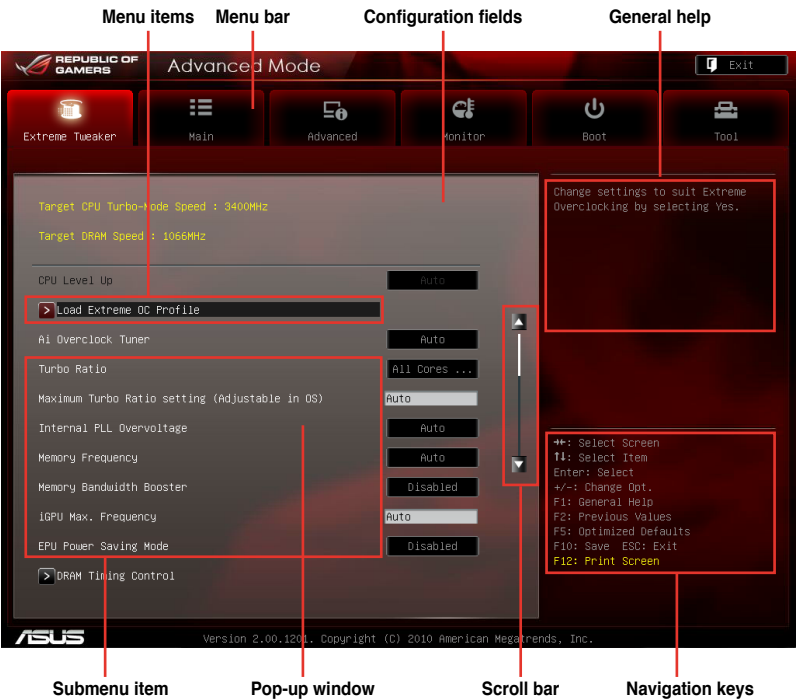 Menu items Menu bar Configuration fields General help
REPUBLIC OF
GAMERS
Advanced Mode
Exit
Extreme Tweaker Main Advanced Monitor Boot Tool
Target CPU Turbo-Mode Speed : 3400MHz
Target DRAM Speed : 1066MHz
Change settings to suit Extreme
Overclocking by selecting Yes.
CPU Level Up Auto
Load Extreme OC Profile
Ai Overclock Tuner Auto
Turbo Ratio All Cores ...
Maximum Turbo Ratio setting (Adjustable in OS) Auto
Internal PLL Overvoltage Auto
Memory Frequency Auto
Memory Bandwidth Booster Disabled
iGPU Max. Frequency Auto
EPU Power Saving Mode Disabled
DRAM Timing Control
→←: Select Screen
↑↓: Select Item
Enter: Select
+/-: Change Opt.
F1: General Help
F2: Previous Values
F5: Optimized Defaults
F10: Save ESC: Exit
F12: Print Screen
ASUS
Version 2.00.1201. Copyright (C) 2010 American Megatrends, Inc.
Submenu item Pop-up window Scroll bar Navigation keys